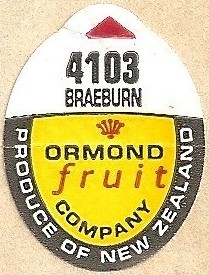 4103
BRAEBURN
ORMOND
fruit
COMPANY
PRODUCE OF NEW ZEALAND